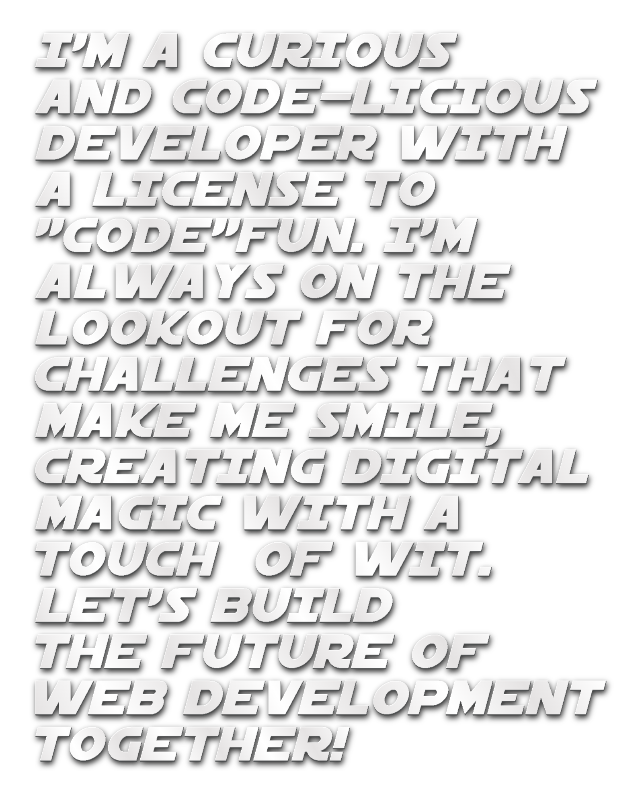 I'M A CURIOUS
AND CODE-LICIOUS
DEVELOPER WITH
A LICENSE TO
"CODE"FUN. I'M
ALWAYS ON THE
LOOKOUT FOR
CHALLENGES THAT
MAKE ME SMILE,
CREATING DIGITAL
MAGIC WITH A
TOUCH  OF WIT.
LET'S BUILD
THE FUTURE OF
WEB DEVELOPMENT
TOGETHER!